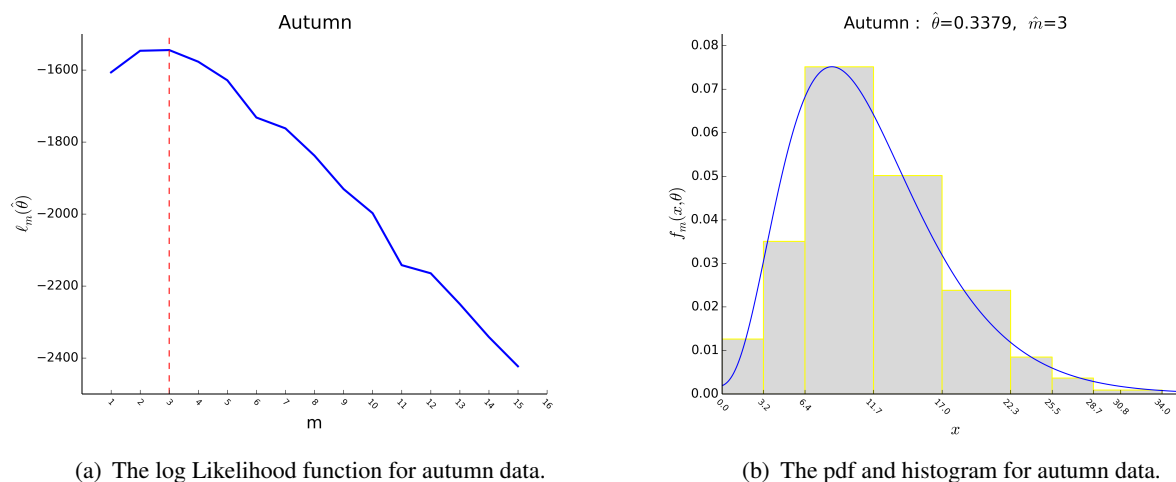 Autumn
−1600
−1800
−2000
−2200
−2400
ℓ_m(θ̂)
1 2 3 4 5 6 7 8 9 10 11 12 13 14 15 16
m
(a) The log Likelihood function for autumn data.
Autumn : θ̂=0.3379, m̂=3
0.08
0.07
0.06
0.05
0.04
0.03
0.02
0.01
0.00
f_m(x,θ)
0.0 3.2 6.4 11.7 17.0 22.3 25.5 28.7 30.8 34.0
x
(b) The pdf and histogram for autumn data.